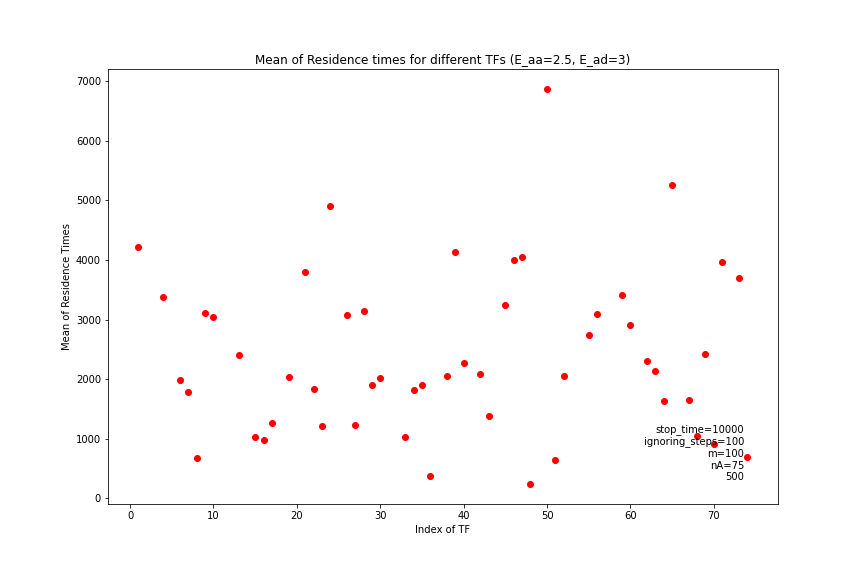 Mean of Residence times for different TFs (E_aa=2.5, E_ad=3)
Mean of Residence Times
7000
6000
5000
4000
3000
2000
1000
0
stop_time=10000
ignoring_steps=100
m=100
nA=75
500
0
10
20
30
40
50
60
70
Index of TF